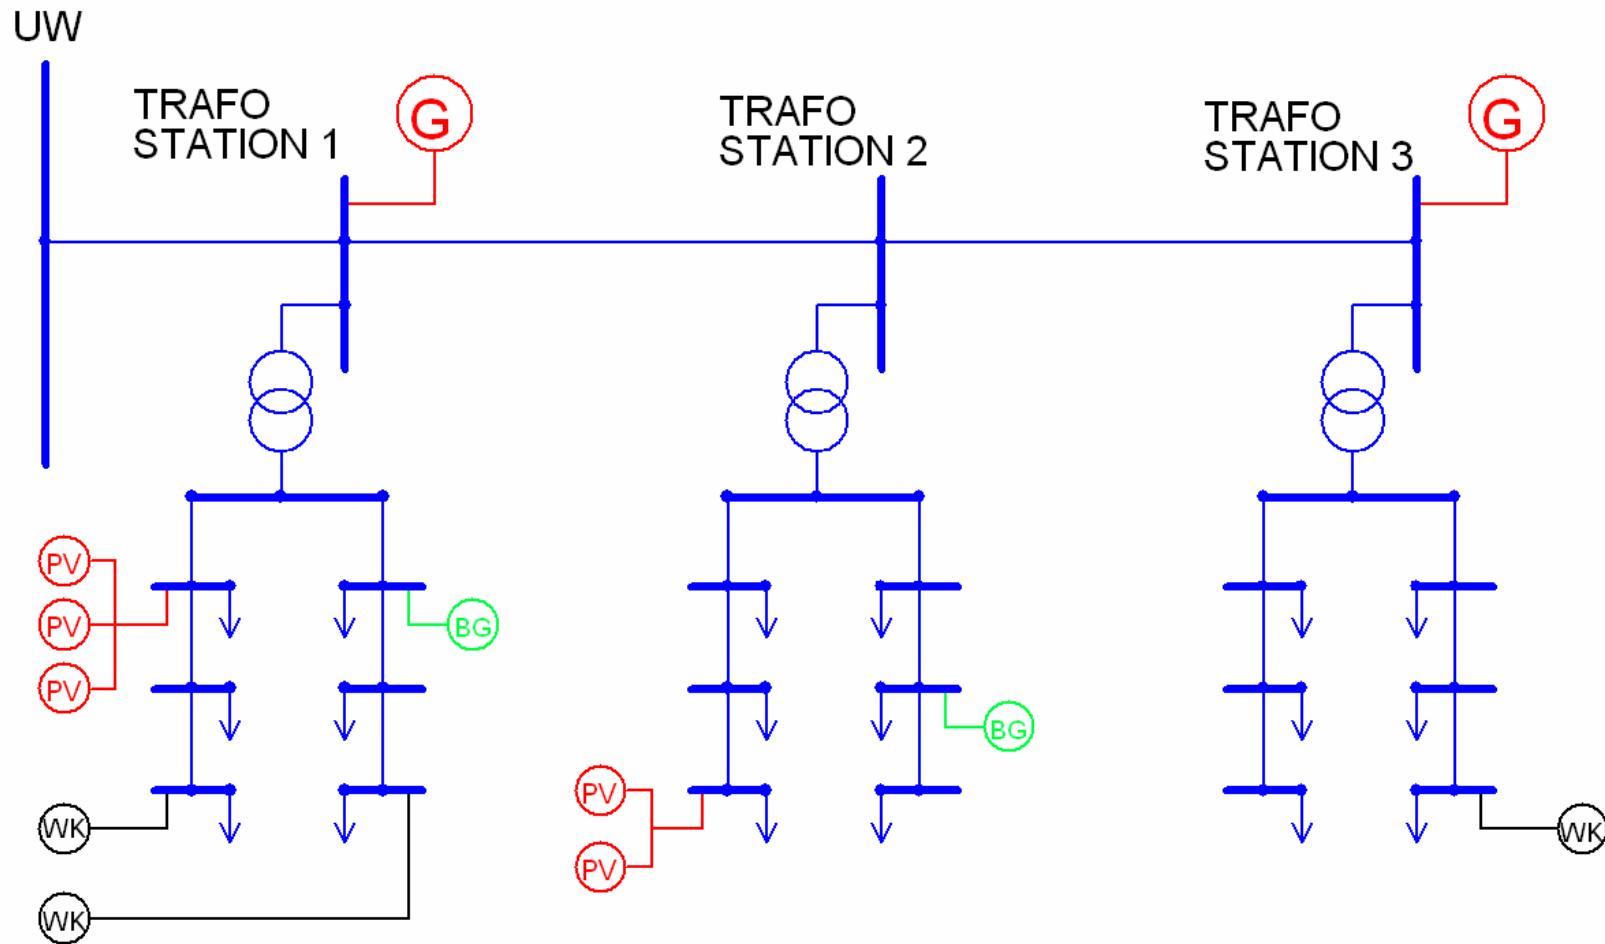 UW
TRAFO
STATION 1
G
TRAFO
STATION 2
TRAFO
STATION 3
G
PV
PV
BG
PV
BG
PV
WK
PV
WK
WK